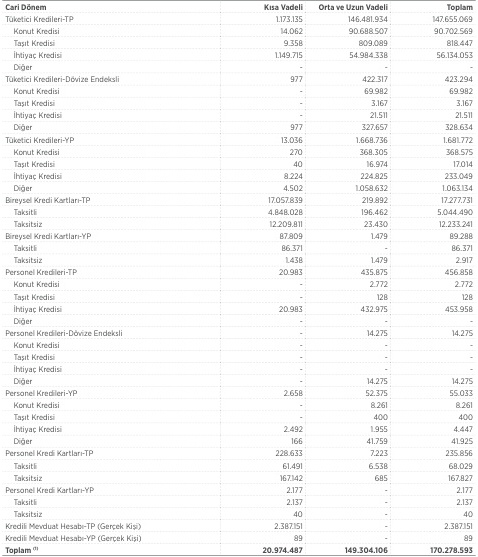 Cari Dönem Kısa Vadeli Orta ve Uzun Vadeli Toplam
Tüketici Kredileri-TP 1.173.135 146.481.934 147.655.069
Konut Kredisi 14.062 90.688.507 90.702.569
Taşıt Kredisi 9.358 809.089 818.447
İhtiyaç Kredisi 1.149.715 54.984.338 56.134.053
Diğer - - -
Tüketici Kredileri-Dövize Endeksli 977 422.317 423.294
Konut Kredisi - 69.982 69.982
Taşıt Kredisi - 3.167 3.167
İhtiyaç Kredisi - 21.511 21.511
Diğer 977 327.657 328.634
Tüketici Kredileri-YP 13.036 1.668.736 1.681.772
Konut Kredisi 270 368.305 368.575
Taşıt Kredisi 40 16.974 17.014
İhtiyaç Kredisi 8.224 224.825 233.049
Diğer 4.502 1.058.632 1.063.134
Bireysel Kredi Kartları-TP 17.057.839 219.892 17.277.731
Taksitli 4.848.028 196.462 5.044.490
Taksitsiz 12.209.811 23.430 12.233.241
Bireysel Kredi Kartları-YP 87.809 1.479 89.288
Taksitli 86.371 - 86.371
Taksitsiz 1.438 1.479 2.917
Personel Kredileri-TP 20.983 435.875 456.858
Konut Kredisi - 2.772 2.772
Taşıt Kredisi - 128 128
İhtiyaç Kredisi 20.983 432.975 453.958
Diğer - - -
Personel Kredileri-Dövize Endeksli - 14.275 14.275
Konut Kredisi - - -
Taşıt Kredisi - - -
İhtiyaç Kredisi - - -
Diğer - 14.275 14.275
Personel Kredileri-YP 2.658 52.375 55.033
Konut Kredisi - 8.261 8.261
Taşıt Kredisi - 400 400
İhtiyaç Kredisi 2.492 1.955 4.447
Diğer 166 41.759 41.925
Personel Kredi Kartları-TP 228.633 7.223 235.856
Taksitli 61.491 6.538 68.029
Taksitsiz 167.142 685 167.827
Personel Kredi Kartları-YP 2.177 - 2.177
Taksitli 2.137 - 2.137
Taksitsiz 40 - 40
Kredili Mevduat Hesabı-TP (Gerçek Kişi) 2.387.151 - 2.387.151
Kredili Mevduat Hesabı-YP (Gerçek Kişi) 89 - 89
Toplam (1) 20.974.487 149.304.106 170.278.593